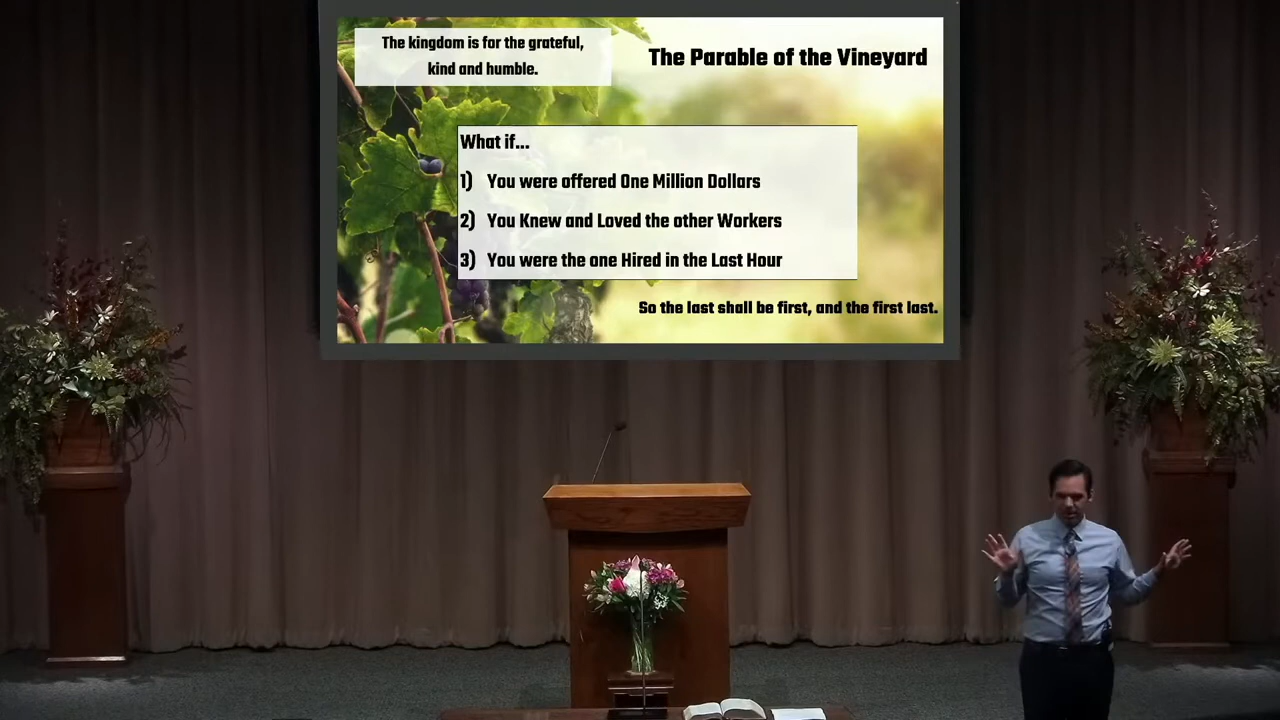 The kingdom is for the grateful,
kind and humble.
The Parable of the Vineyard
What if...
1) You were offered One Million Dollars
2) You Knew and Loved the other Workers
3) You were the one Hired in the Last Hour
So the last shall be first, and the first last.